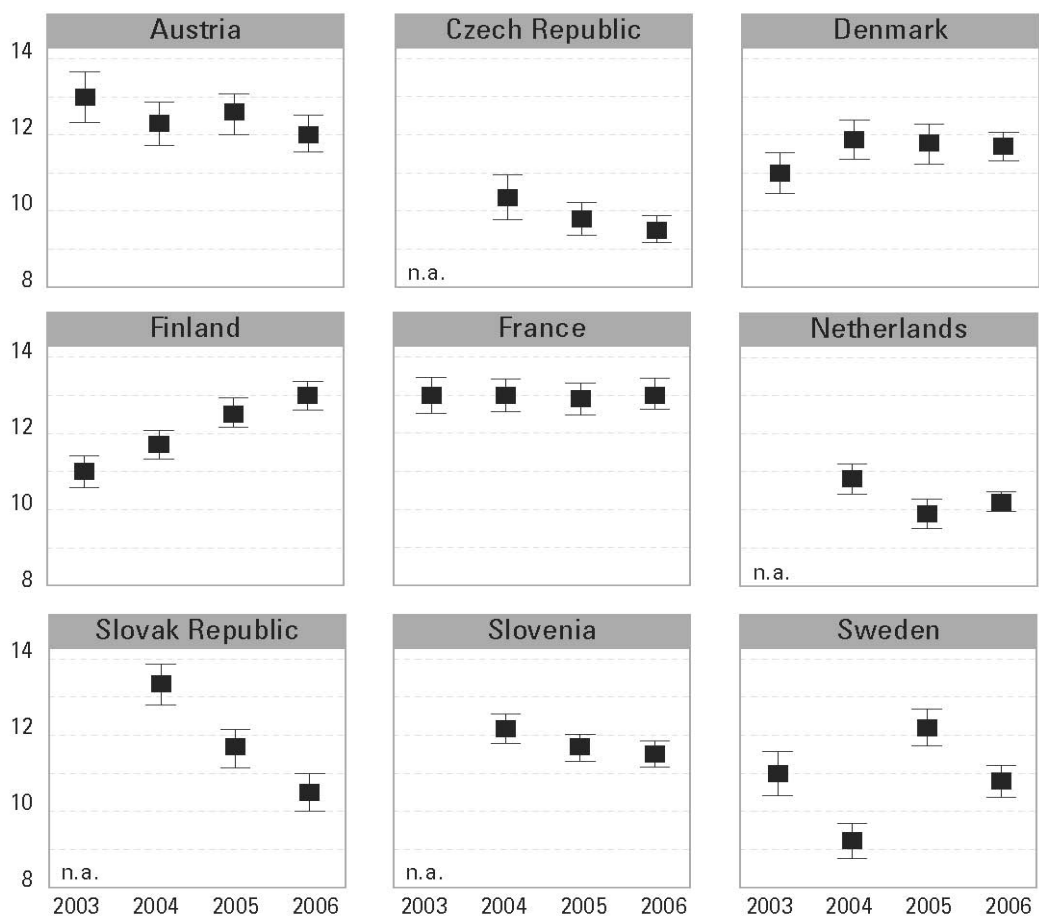 Austria
Czech Republic
Denmark
14
12
10
8
n.a.
Finland
France
Netherlands
14
12
10
8
n.a.
Slovak Republic
Slovenia
Sweden
14
12
10
8
n.a.
n.a.
2003 2004 2005 2006
2003 2004 2005 2006
2003 2004 2005 2006